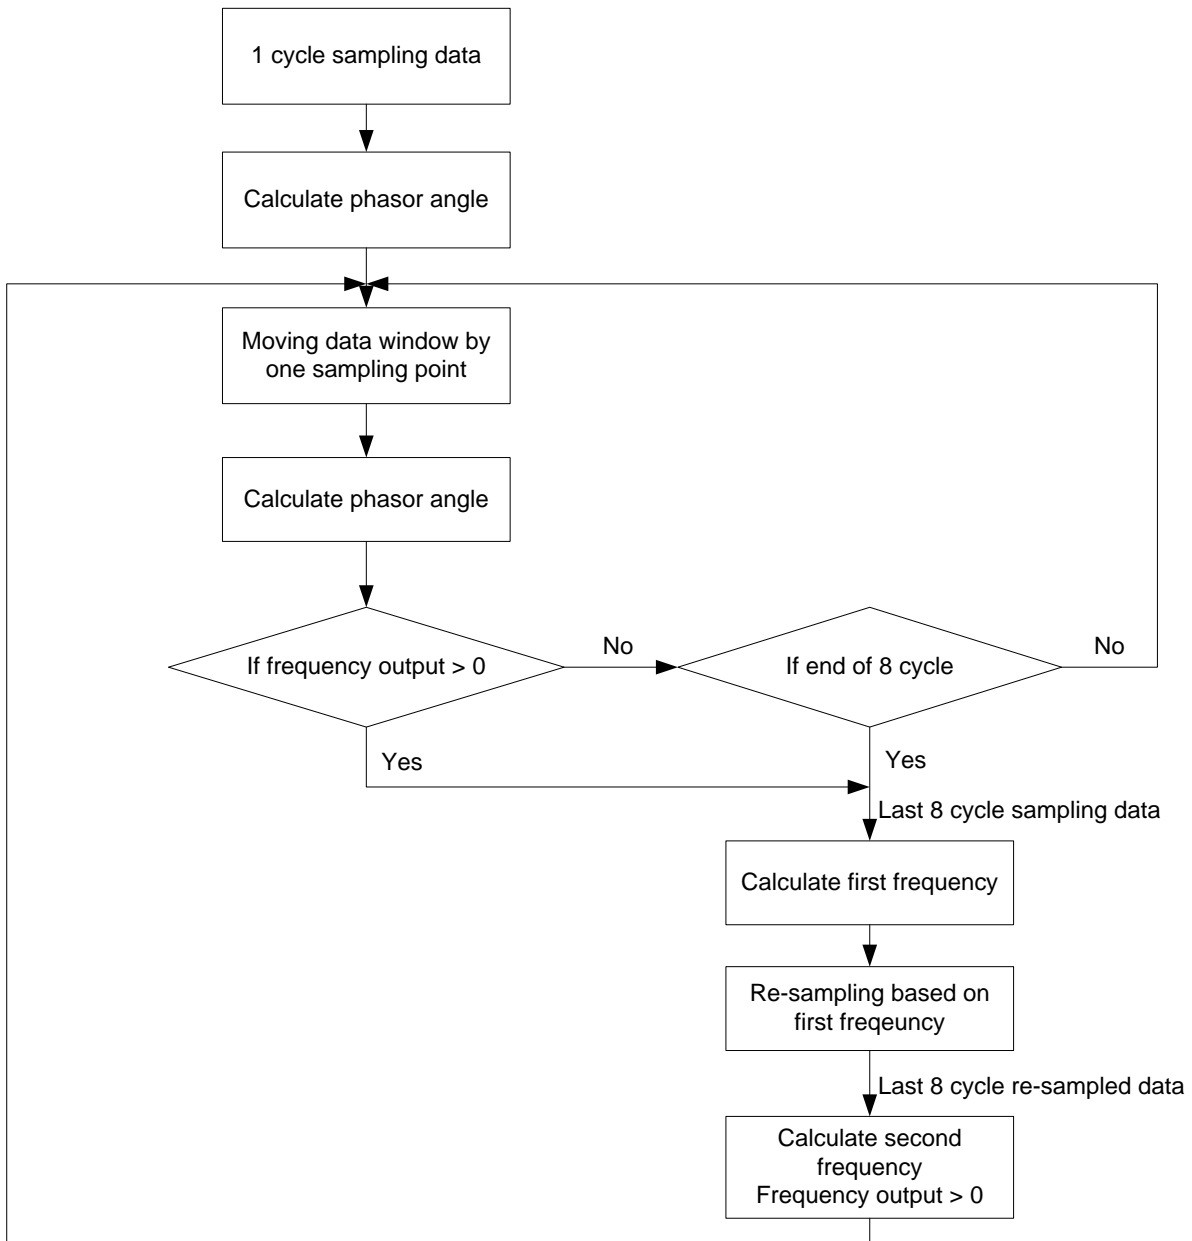 1 cycle sampling data
Calculate phasor angle
Moving data window by
one sampling point
Calculate phasor angle
If frequency output > 0
No
If end of 8 cycle
No
Yes
Yes
Last 8 cycle sampling data
Calculate first frequency
Re-sampling based on
first freqeuncy
Last 8 cycle re-sampled data
Calculate second
frequency
Frequency output > 0